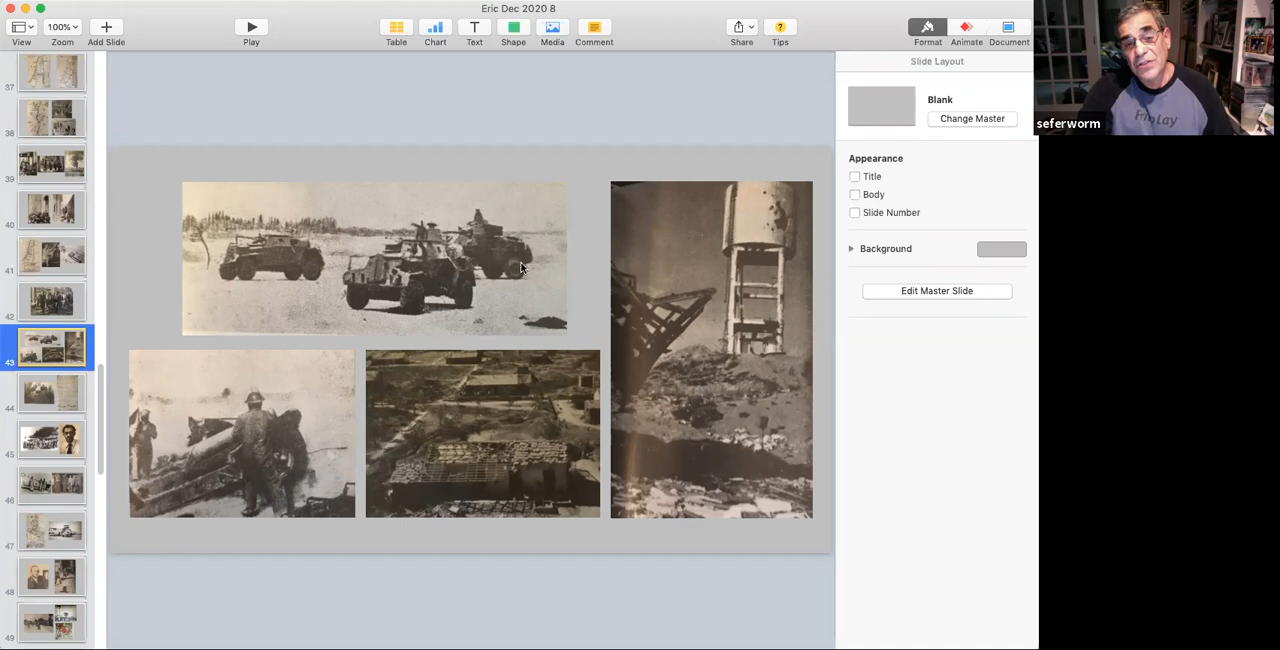 Eric Dec 2020 8
100%
View Zoom Add Slide Play Table Chart Text Shape Media Comment Share Tips Format Animate Document
Slide Layout
Blank
Change Master
Appearance
Title
Body
Slide Number
Background
Edit Master Slide
37
38
39
40
41
42
43
44
45
46
47
48
49
seferworm